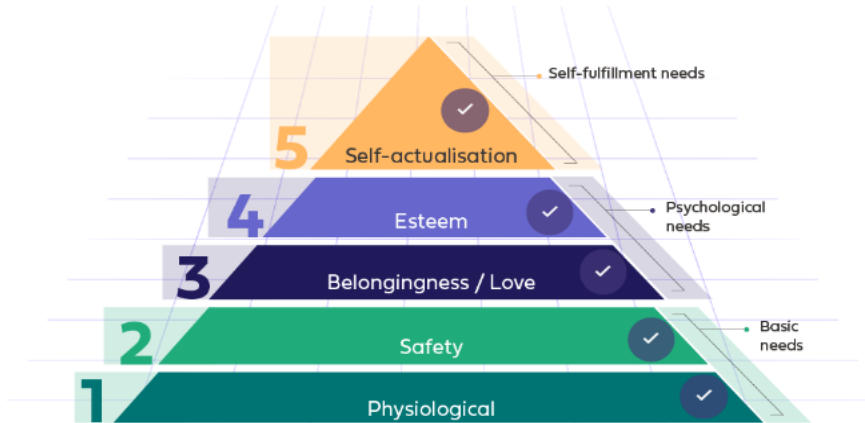 Self-fulfillment needs
5
Self-actualisation
4
Esteem
Psychological
needs
3
Belongingness / Love
2
Safety
Basic
needs
1
Physiological